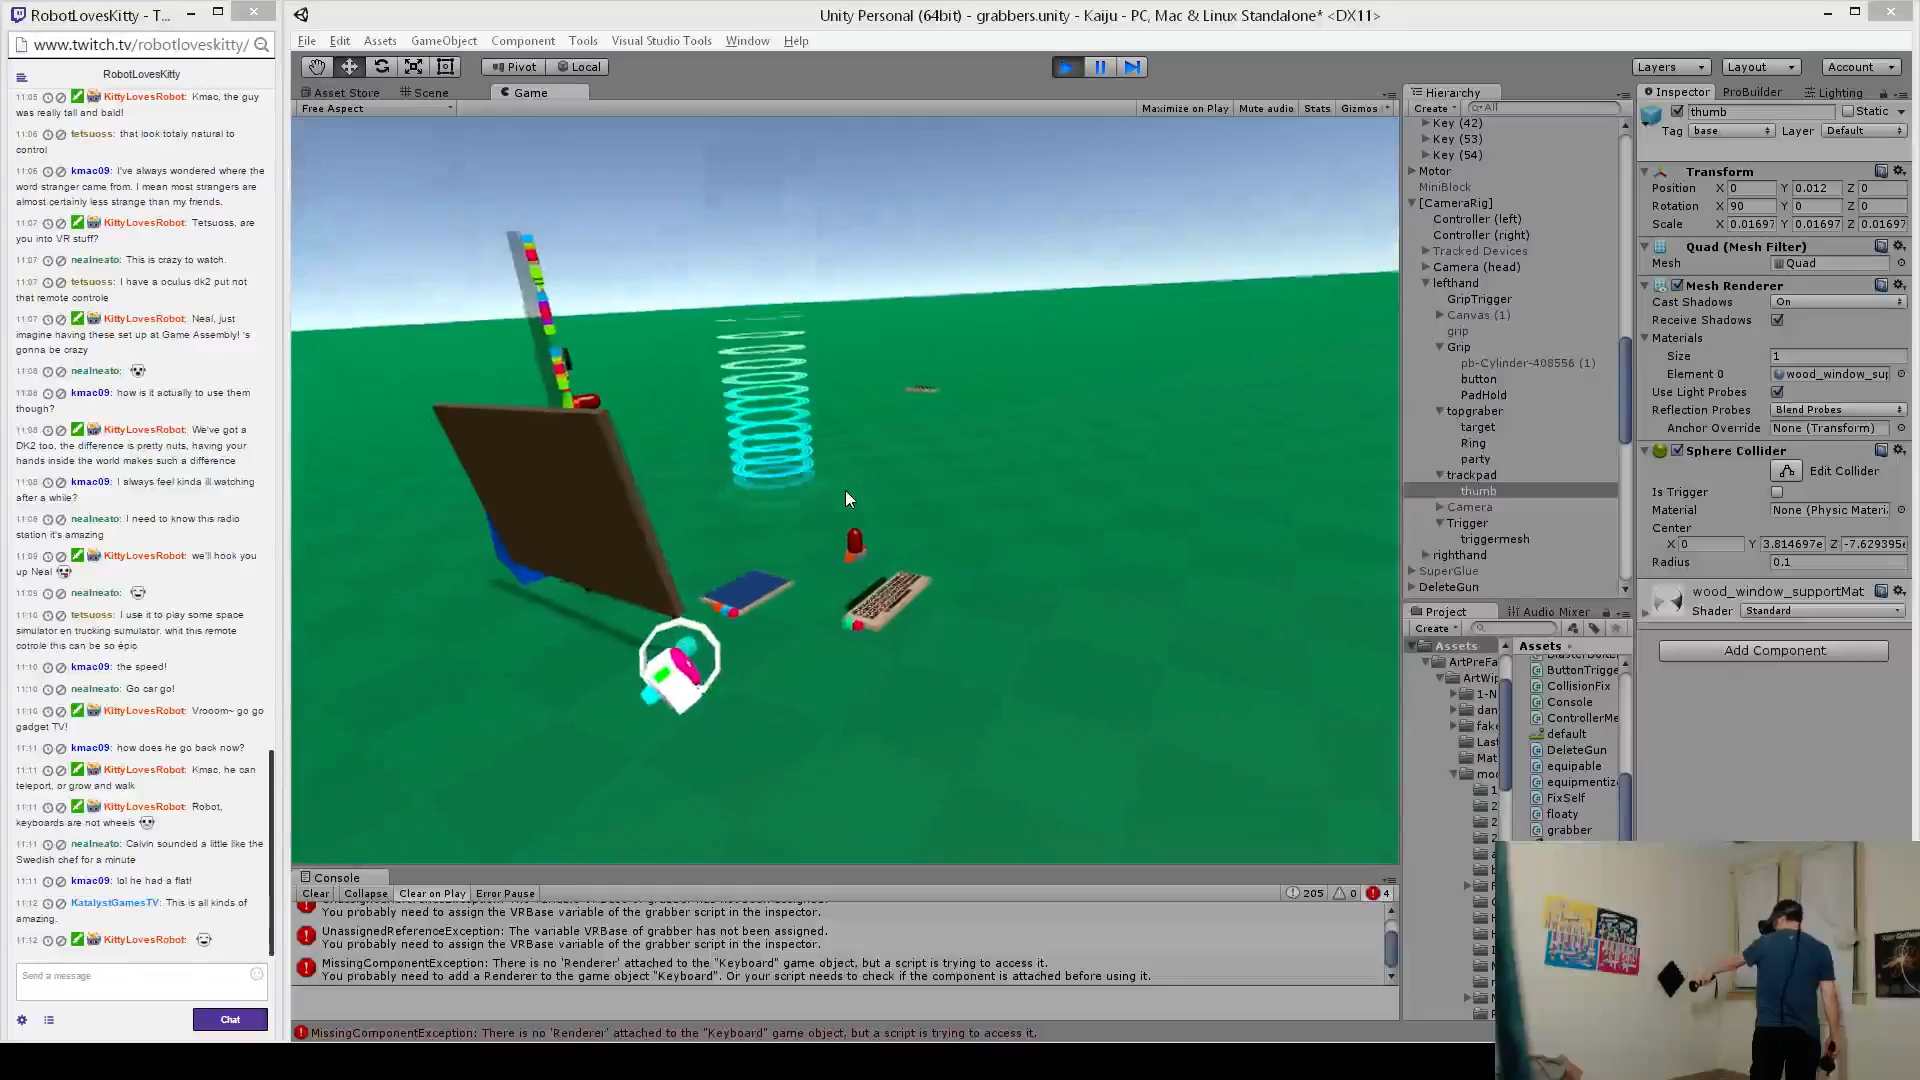 RobotLovesKitty - T...
www.twitch.tv/robotloveskitty/
RobotLovesKitty
11:05 KittyLovesRobot: Kmac, the guy
was really tall and bald!
11:06 tetsuoss: that look totaly natural to
control
11:06 kmac09: I've always wondered where the
word stranger came from. I mean most strangers are
almost certainly less strange than my friends.
11:07 KittyLovesRobot: Tetsuoss, are
you into VR stuff?
11:07 nealneato: This is crazy to watch.
11:07 tetsuoss: I have a oculus dk2 put not
that remote controle
11:07 KittyLovesRobot: Neal, just
imagine having these set up at Game Assembly! 's
gonna be crazy
11:08 nealneato:
11:08 kmac09: how is it actually to use them
though?
11:08 KittyLovesRobot: We've got a
DK2 too, the difference is pretty nuts, having your
hands inside the world makes such a difference
11:08 kmac09: I always feel kinda ill watching
after a while?
11:08 nealneato: I need to know this radio
station it's amazing
11:09 KittyLovesRobot: we'll hook you
up Neal
11:09 nealneato:
11:10 tetsuoss: I use it to play some space
simulator en trucking sumulator. whit this remote
cotrole this can be so épic
11:10 kmac09: the speed!
11:10 nealneato: Go car go!
11:10 KittyLovesRobot: Vrooom~ go go
gadget TV!
11:11 kmac09: how does he go back now?
11:11 KittyLovesRobot: Kmac, he can
teleport, or grow and walk
11:11 KittyLovesRobot: Robot,
keyboards are not wheels
11:11 nealneato: Calvin sounded a little like the
Swedish chef for a minute
11:11 kmac09: lol he had a flat!
11:12 KatalystGamesTV: This is all kinds of
amazing.
11:12 KittyLovesRobot:
Send a message
Chat
Unity Personal (64bit) - grabbers.unity - Kaiju - PC, Mac & Linux Standalone* <DX11>
File Edit Assets GameObject Component Tools Visual Studio Tools Window Help
Pivot Local
Layers Layout Account
Asset Store Scene Game
Free Aspect Maximize on Play Mute audio Stats Gizmos
Console
Clear Collapse Clear on Play Error Pause 205 0 4
You probably need to assign the VRBase variable of the grabber script in the inspector.
UnassignedReferenceException: The variable VRBase of grabber has not been assigned.
You probably need to assign the VRBase variable of the grabber script in the inspector.
MissingComponentException: There is no 'Renderer' attached to the "Keyboard" game object, but a script is trying to access it.
You probably need to add a Renderer to the game object "Keyboard". Or your script needs to check if the component is attached before using it.
MissingComponentException: There is no 'Renderer' attached to the "Keyboard" game object, but a script is trying to access it.
Hierarchy
Create All
Key (42)
Key (53)
Key (54)
Motor
MiniBlock
[CameraRig]
Controller (left)
Controller (right)
Tracked Devices
Camera (head)
lefthand
GripTrigger
Canvas (1)
grip
Grip
pb-Cylinder-408556 (1)
button
PadHold
topgraber
target
Ring
party
trackpad
thumb
Camera
Trigger
triggermesh
righthand
SuperGlue
DeleteGun
Project Audio Mixer
Create
Assets
ArtPreFa
ArtWip
1-N
dan
fake
Last
Mat
mod
Assets
ButtonTrigge
CollisionFix
Console
ControllerMe
default
DeleteGun
equipable
equipmentize
FixSelf
floaty
grabber
Inspector ProBuilder Lighting
thumb Static
Tag base Layer Default
Transform
Position X 0 Y 0.012 Z 0
Rotation X 90 Y 0 Z 0
Scale X 0.01697 Y 0.01697 Z 0.01697
Quad (Mesh Filter)
Mesh Quad
Mesh Renderer
Cast Shadows On
Receive Shadows
Materials
Size 1
Element 0 wood_window_sup
Use Light Probes
Reflection Probes Blend Probes
Anchor Override None (Transform)
Sphere Collider
Edit Collider
Is Trigger
Material None (Physic Materi
Center
X 0 Y 3.814697e Z -7.629395e
Radius 0.1
wood_window_supportMat
Shader Standard
Add Component